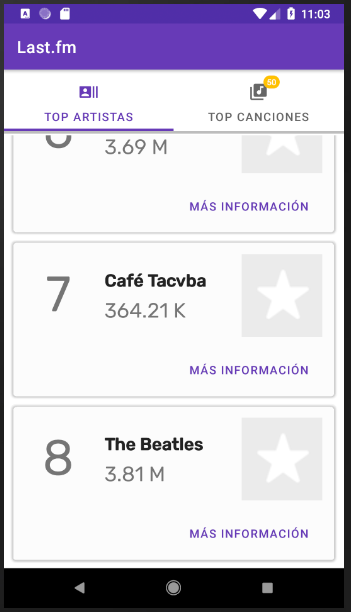 11:03
Last.fm
50
TOP ARTISTAS
TOP CANCIONES
3.69 M
MÁS INFORMACIÓN
7
Café Tacvba
364.21 K
MÁS INFORMACIÓN
8
The Beatles
3.81 M
MÁS INFORMACIÓN